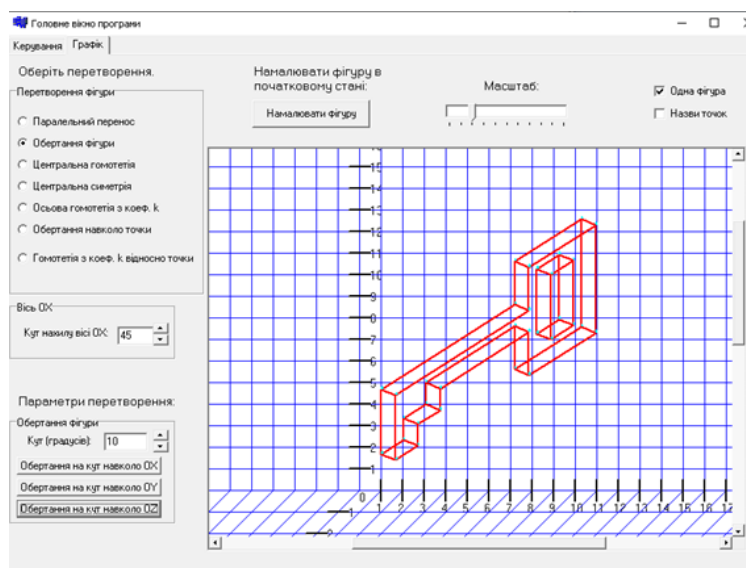 Головне вікно програми
Керування Графік
Оберіть перетворення.
Перетворення фігури
Паралельний перенос
Обертання фігури
Центральна гомотетія
Центральна симетрія
Осьова гомотетія з коеф. k
Обертання навколо точки
Гомотетія з коеф. k відносно точки
Вісь OX
Кут нахилу вісі OX: 45
Параметри перетворення:
Обертання фігури
Кут (градусів): 10
Обертання на кут навколо OX
Обертання на кут навколо OY
Обертання на кут навколо OZ
Намалювати фігуру в
початковому стані:
Намалювати фігуру
Масштаб:
Одна фігура
Назви точок
15
14
13
12
11
10
9
8
7
6
5
4
3
2
1
0 1 2 3 4 5 6 7 8 9 10 11 12 13 14 15 16 17
1
2